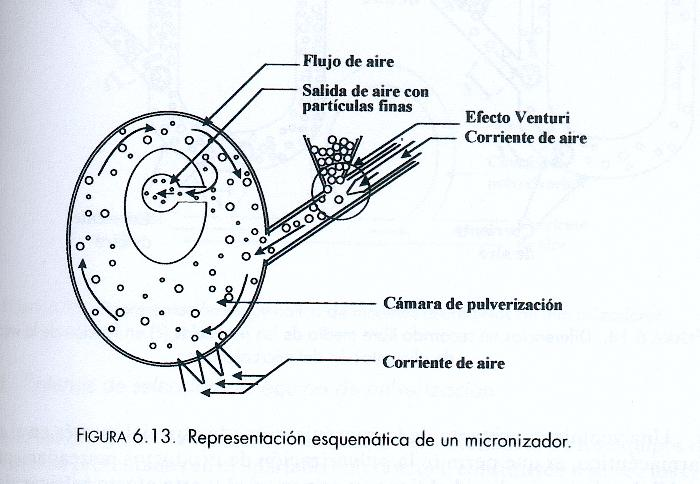 Flujo de aire
Salida de aire con
partículas finas
Efecto Venturi
Corriente de aire
Cámara de pulverización
Corriente de aire
FIGURA 6.13. Representación esquemática de un micronizador.